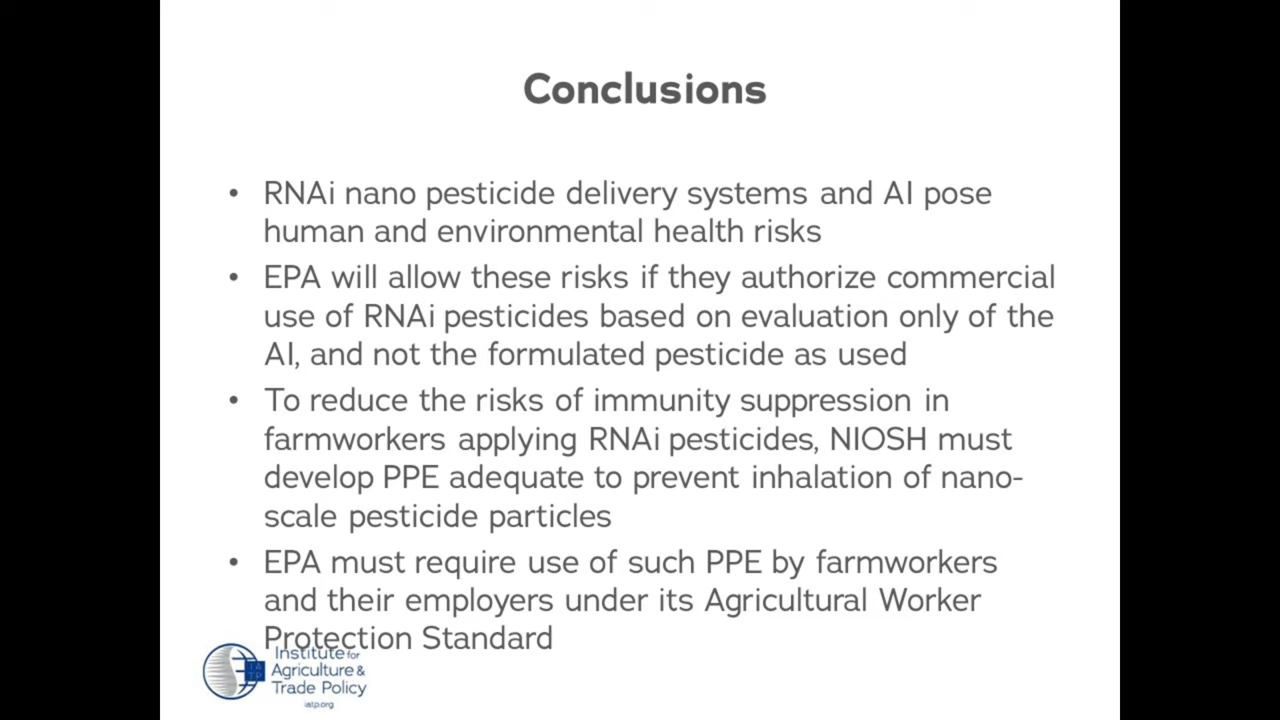 Conclusions
• RNAi nano pesticide delivery systems and AI pose
human and environmental health risks
• EPA will allow these risks if they authorize commercial
use of RNAi pesticides based on evaluation only of the
AI, and not the formulated pesticide as used
• To reduce the risks of immunity suppression in
farmworkers applying RNAi pesticides, NIOSH must
develop PPE adequate to prevent inhalation of nano-
scale pesticide particles
• EPA must require use of such PPE by farmworkers
and their employers under its Agricultural Worker
Protection Standard
Institute for
Agriculture &
Trade Policy
iatp.org